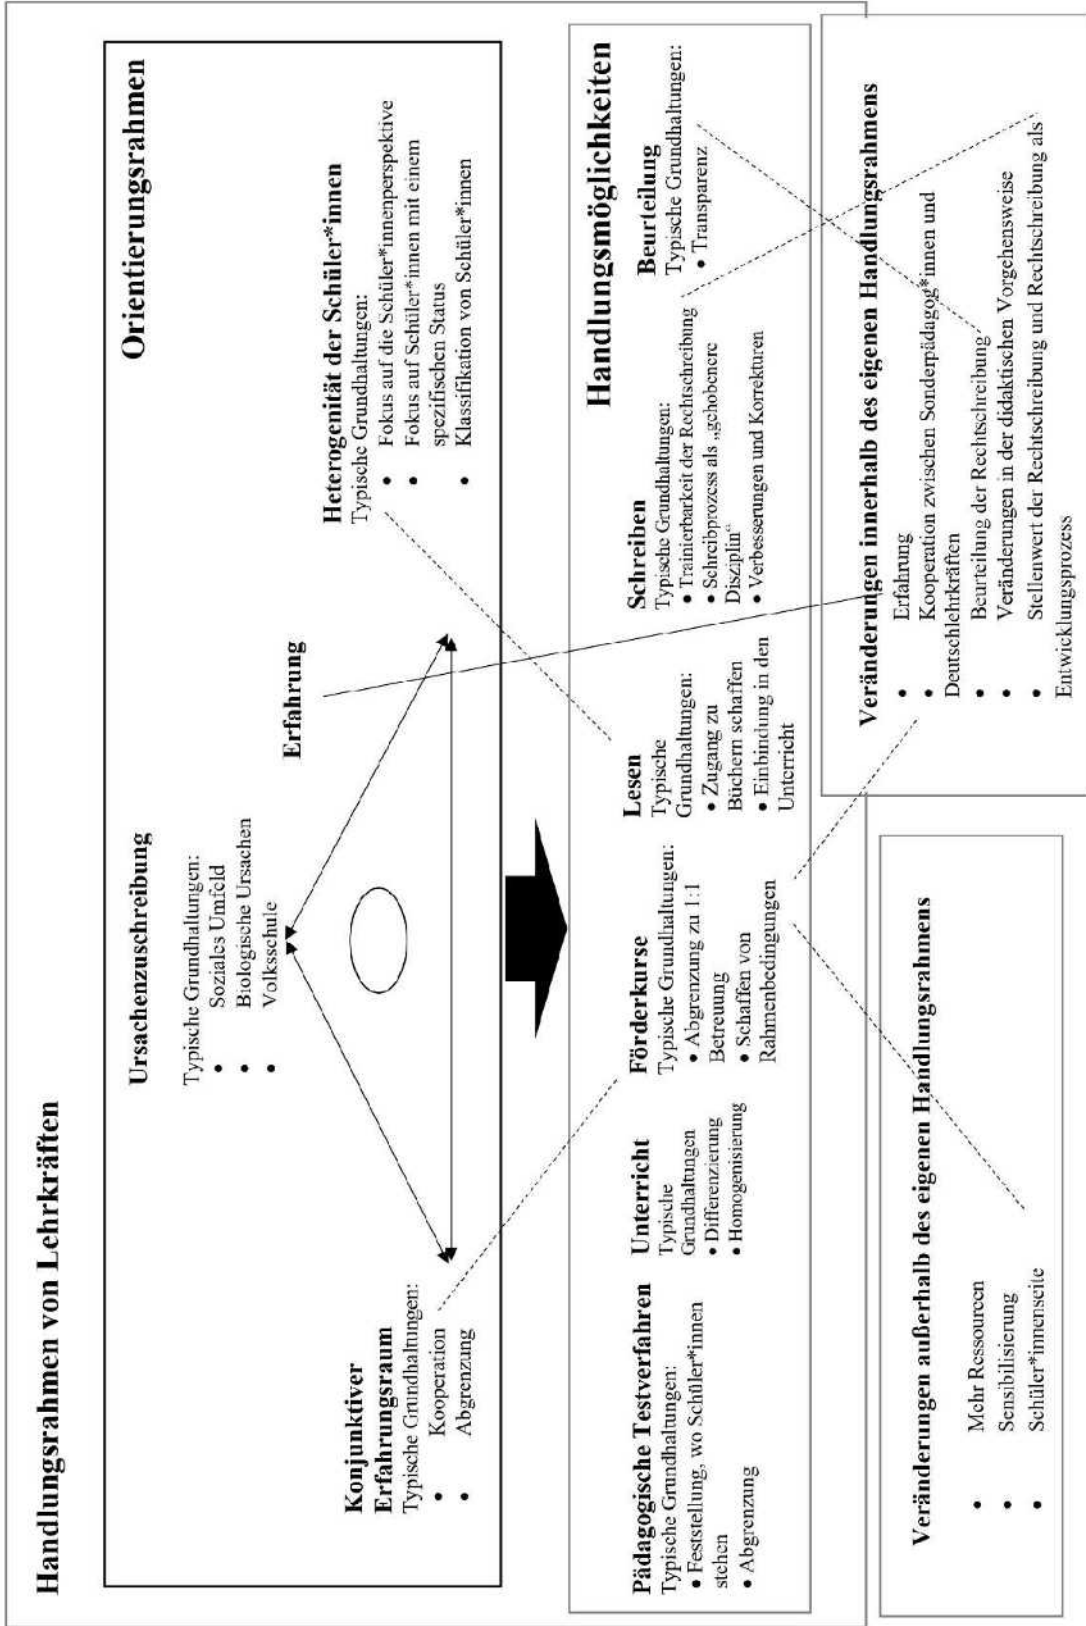 Handlungsrahmen von Lehrkräften
Orientierungsrahmen
Ursachenzuschreibung
Typische Grundhaltungen:
• Soziales Umfeld
• Biologische Ursachen
• Volksschule
Erfahrung
Konjunktiver
Erfahrungsraum
Typische Grundhaltungen:
• Kooperation
• Abgrenzung
Heterogenität der Schüler*innen
Typische Grundhaltungen:
• Fokus auf die Schüler*innenperspektive
• Fokus auf Schüler*innen mit einem
spezifischen Status
• Klassifikation von Schüler*innen
Handlungsmöglichkeiten
Pädagogische Testverfahren
Typische Grundhaltungen:
• Feststellung, wo Schüler*innen
stehen
• Abgrenzung
Unterricht
Typische
Grundhaltungen
• Differenzierung
• Homogenisierung
Förderkurse
Typische Grundhaltungen:
• Abgrenzung zu 1:1
Betreuung
• Schaffen von
Rahmenbedingungen
Lesen
Typische
Grundhaltungen:
• Zugang zu
Büchern schaffen
• Einbindung in den
Unterricht
Schreiben
Typische Grundhaltungen:
• Trainierbarkeit der Rechtschreibung
• Schreibprozess als „gehobenere
Disziplin“
• Verbesserungen und Korrekturen
Beurteilung
Typische Grundhaltungen:
• Transparenz
Veränderungen außerhalb des eigenen Handlungsrahmens
• Mehr Ressourcen
• Sensibilisierung
• Schüler*innenseite
Veränderungen innerhalb des eigenen Handlungsrahmens
• Erfahrung
• Kooperation zwischen Sonderpädagog*innen und
Deutschlehrkräften
• Beurteilung der Rechtschreibung
• Veränderungen in der didaktischen Vorgehensweise
• Stellenwert der Rechtschreibung und Rechtschreibung als
Entwicklungsprozess